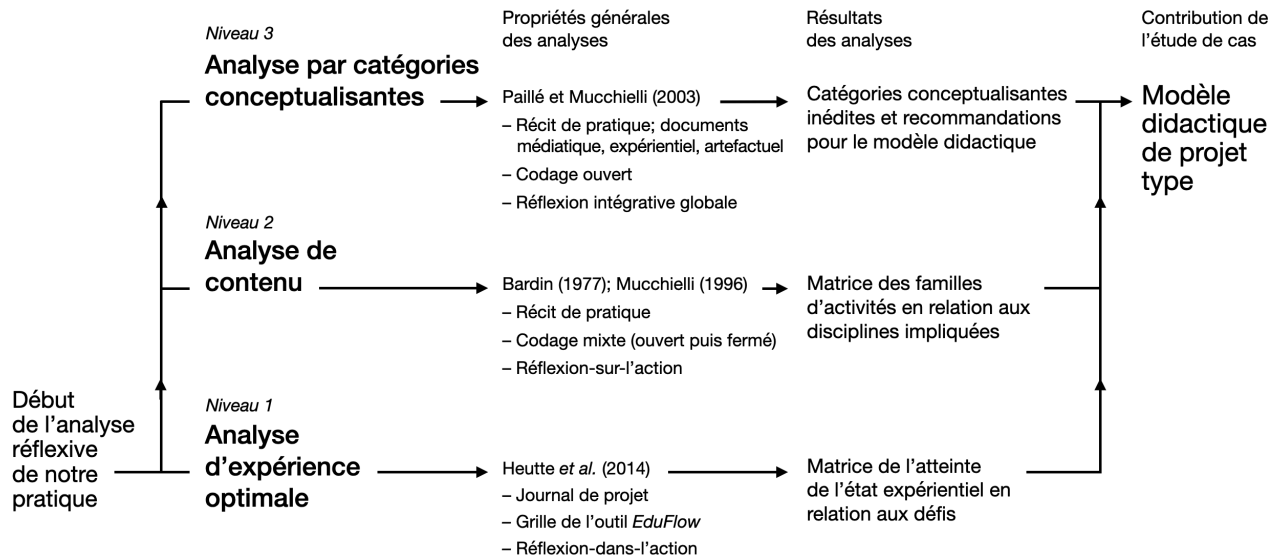 Propriétés générales
des analyses
Résultats
des analyses
Contribution de
l'étude de cas
Niveau 3
Analyse par catégories
conceptualisantes
Paillé et Mucchielli (2003)
– Récit de pratique; documents
médiatique, expérientiel, artefactuel
– Codage ouvert
– Réflexion intégrative globale
Catégories conceptualisantes
inédites et recommandations
pour le modèle didactique
Modèle
didactique
de projet
type
Niveau 2
Analyse de
contenu
Bardin (1977); Mucchielli (1996)
– Récit de pratique
– Codage mixte (ouvert puis fermé)
– Réflexion-sur-l'action
Matrice des familles
d'activités en relation aux
disciplines impliquées
Début
de l'analyse
réflexive
de notre
pratique
Niveau 1
Analyse
d'expérience
optimale
Heutte et al. (2014)
– Journal de projet
– Grille de l'outil EduFlow
– Réflexion-dans-l'action
Matrice de l'atteinte
de l'état expérientiel en
relation aux défis